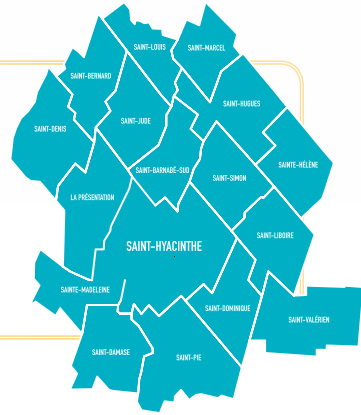 SAINT-LOUIS
SAINT-MARCEL
SAINT-BERNARD
SAINT-HUGUES
SAINT-DENIS
SAINT-JUDE
SAINTE-HÉLÈNE
SAINT-BARNABÉ-SUD
SAINT-SIMON
LA PRÉSENTATION
SAINT-LIBOIRE
SAINT-HYACINTHE
SAINTE-MADELEINE
SAINT-DOMINIQUE
SAINT-VALÉRIEN
SAINT-DAMASE
SAINT-PIE